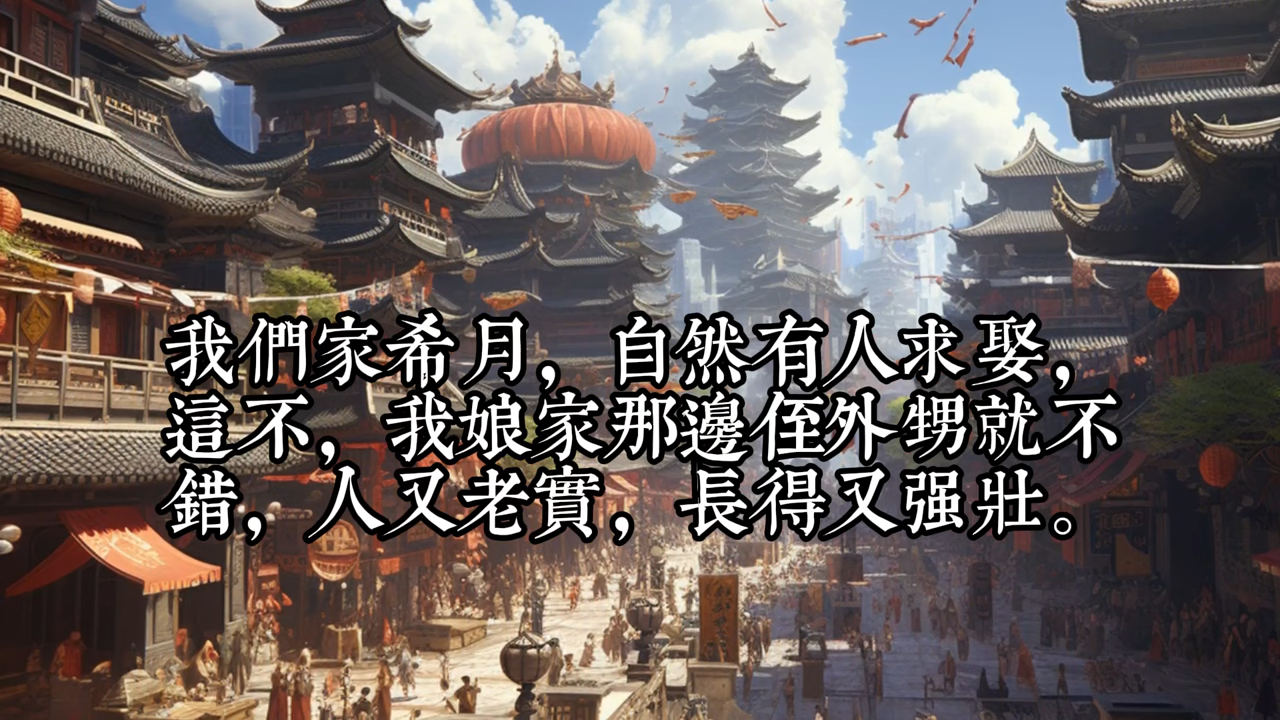 我們家希月，自然有人求娶，
這不，我娘家那邊侄外甥就不
錯，人又老實，長得又强壯。